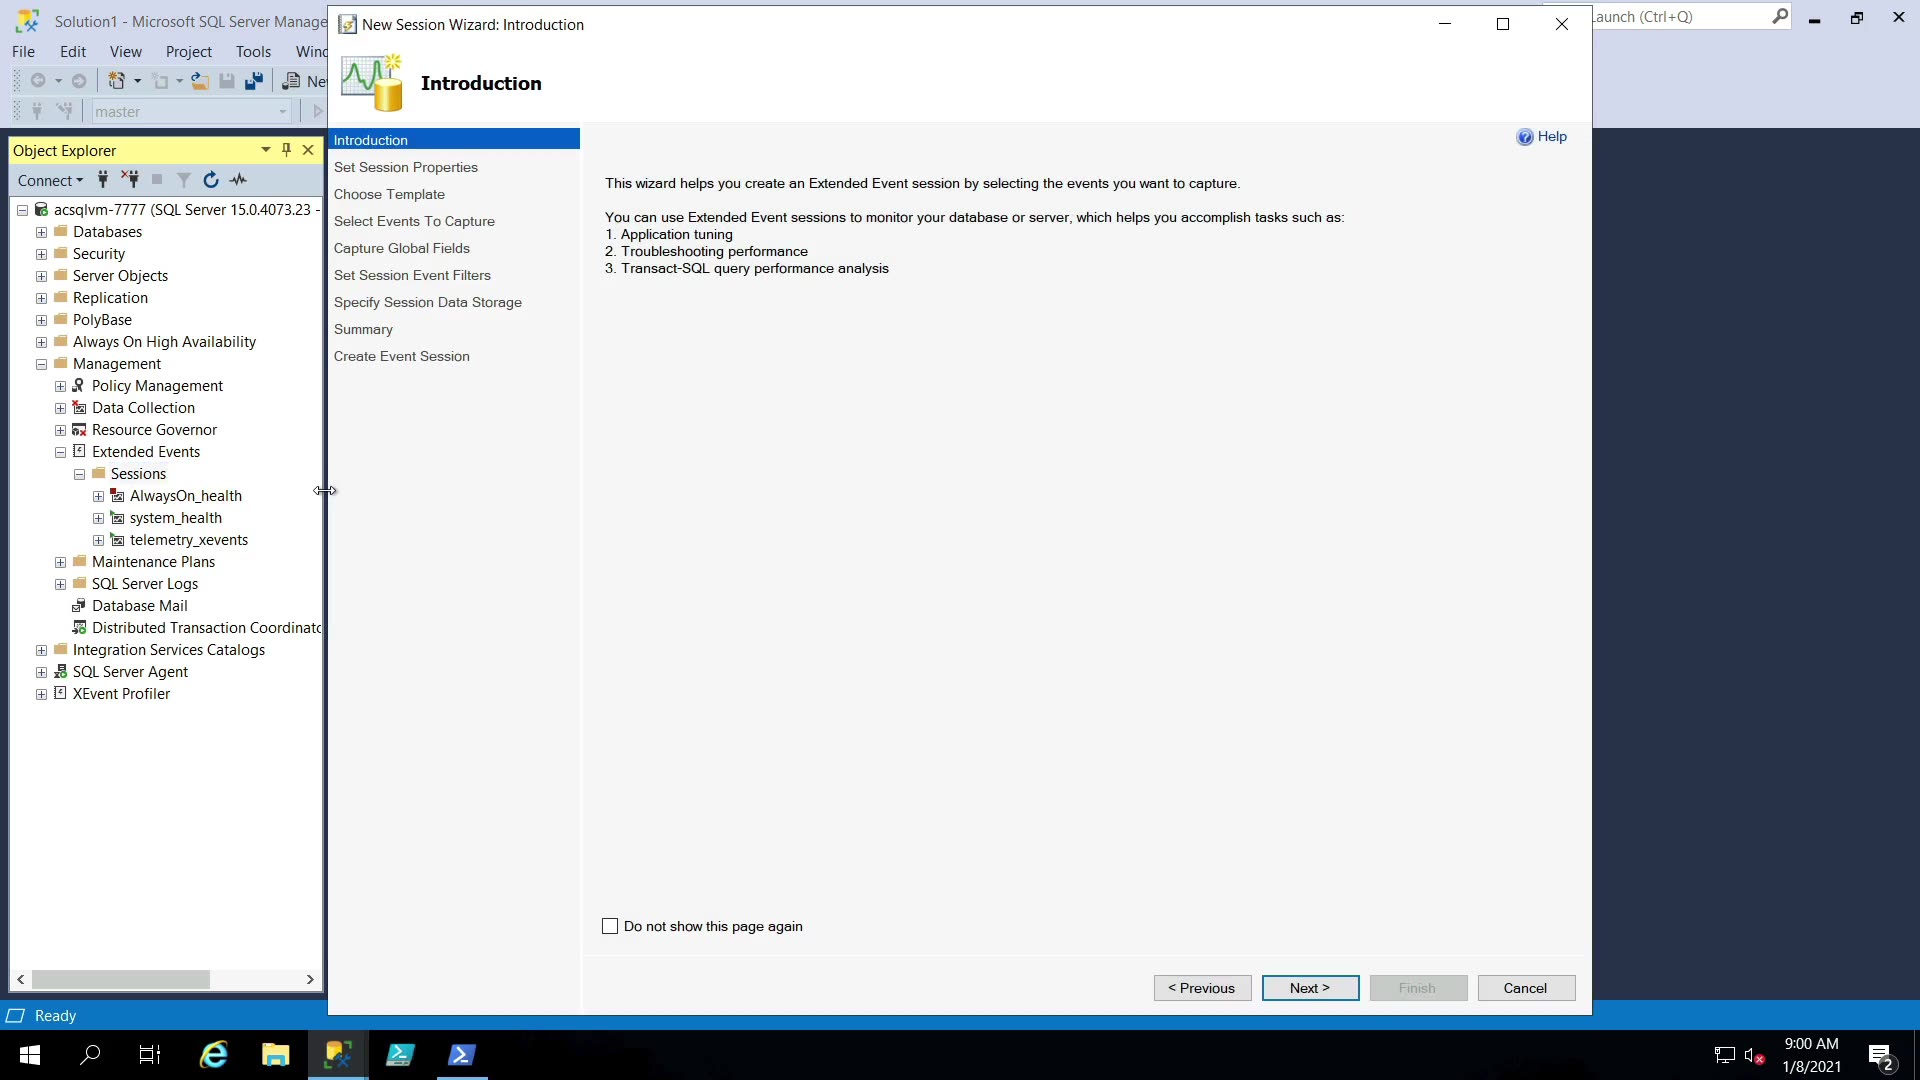 Solution1 - Microsoft SQL Server Manage
New Session Wizard: Introduction
aunch (Ctrl+Q)
File Edit View Project Tools Wind
Introduction
Ne
master
Object Explorer
Connect
acsqlvm-7777 (SQL Server 15.0.4073.23 -
Databases
Security
Server Objects
Replication
PolyBase
Always On High Availability
Management
Policy Management
Data Collection
Resource Governor
Extended Events
Sessions
AlwaysOn_health
system_health
telemetry_xevents
Maintenance Plans
SQL Server Logs
Database Mail
Distributed Transaction Coordinato
Integration Services Catalogs
SQL Server Agent
XEvent Profiler
Introduction
Set Session Properties
Choose Template
Select Events To Capture
Capture Global Fields
Set Session Event Filters
Specify Session Data Storage
Summary
Create Event Session
Help
This wizard helps you create an Extended Event session by selecting the events you want to capture.
You can use Extended Event sessions to monitor your database or server, which helps you accomplish tasks such as:
1. Application tuning
2. Troubleshooting performance
3. Transact-SQL query performance analysis
Do not show this page again
< Previous Next > Finish Cancel
Ready
9:00 AM
1/8/2021
2